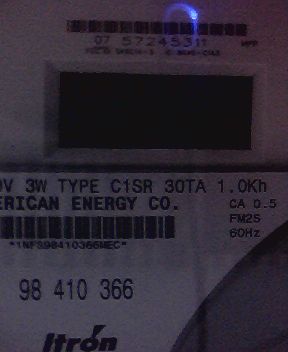 07 57245311
V 3W TYPE C1SR 30TA 1.0Kh
ERICAN ENERGY CO.
CA 0.5
FM2S
60Hz
*1NFS98410366MEC*
98 410 366
Itron